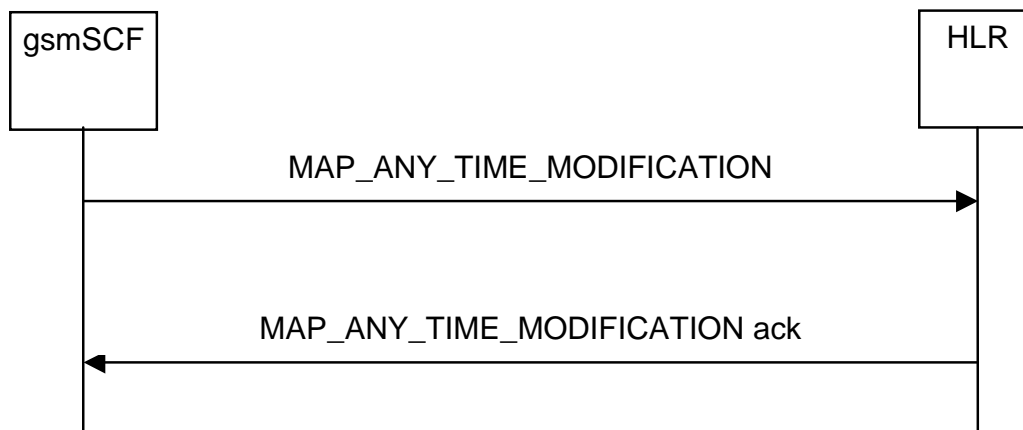 gsmSCF
HLR
MAP_ANY_TIME_MODIFICATION
MAP_ANY_TIME_MODIFICATION ack